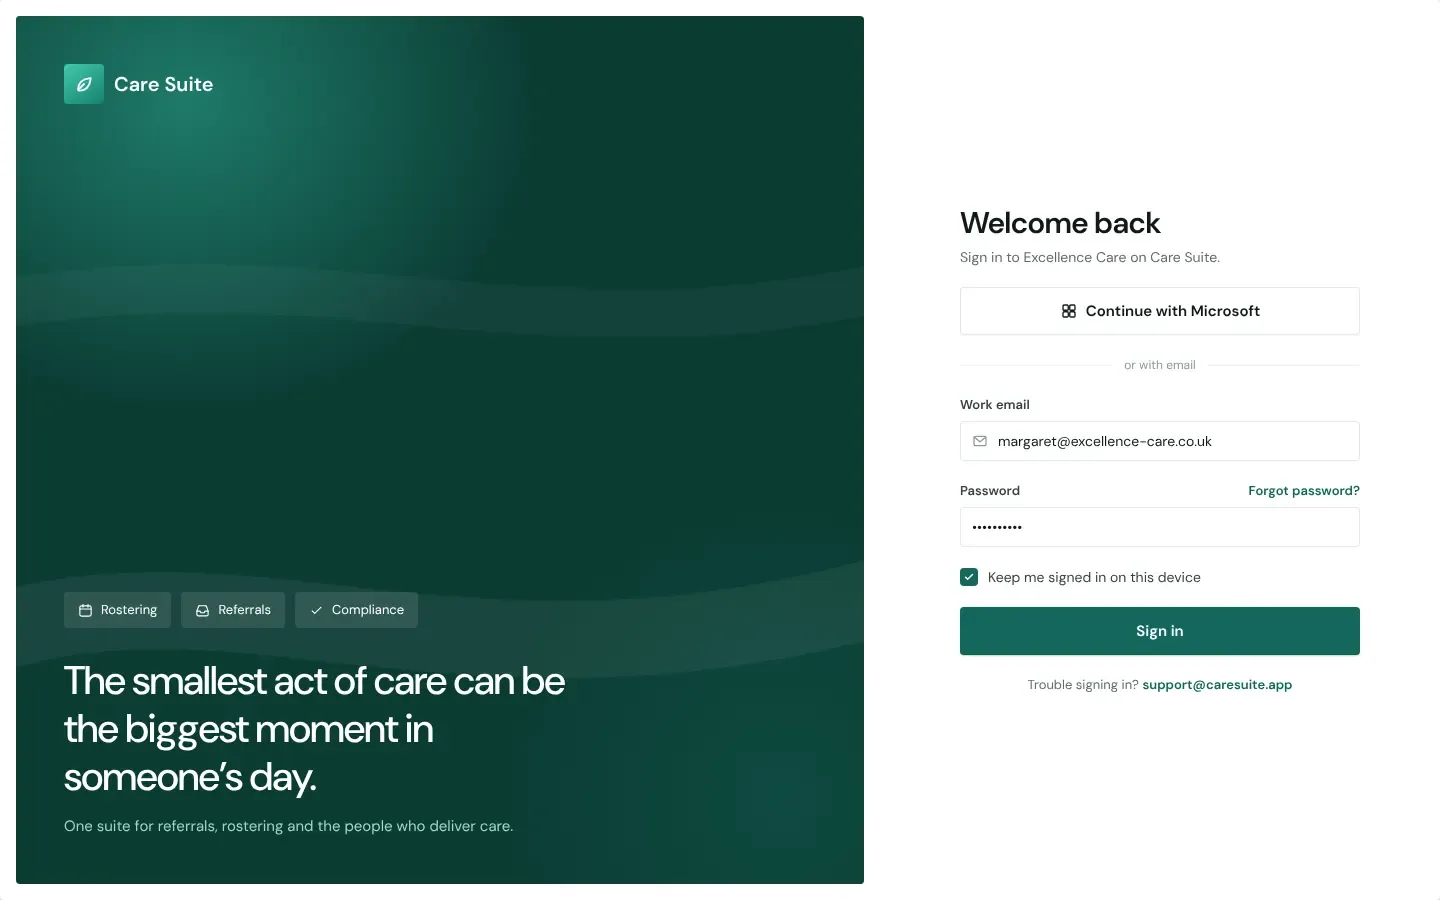 Care Suite
Rostering
Referrals
Compliance
The smallest act of care can be
the biggest moment in
someone’s day.
One suite for referrals, rostering and the people who deliver care.
Welcome back
Sign in to Excellence Care on Care Suite.
Continue with Microsoft
or with email
Work email
margaret@excellence-care.co.uk
Password
Forgot password?
••••••••••
Keep me signed in on this device
Sign in
Trouble signing in? support@caresuite.app